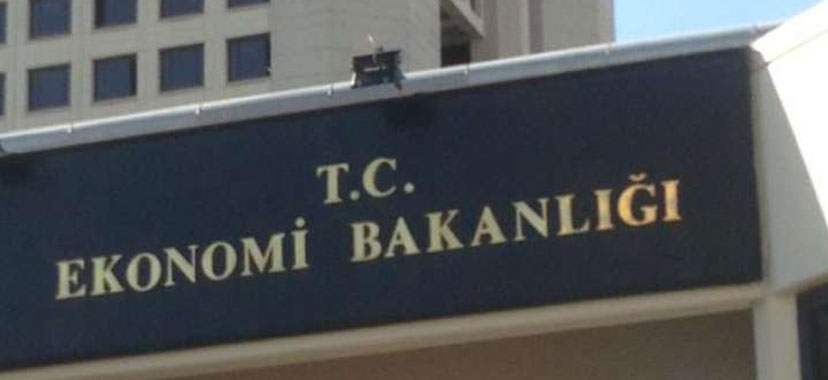 T.C.
EKONOMİ BAKANLIĞI